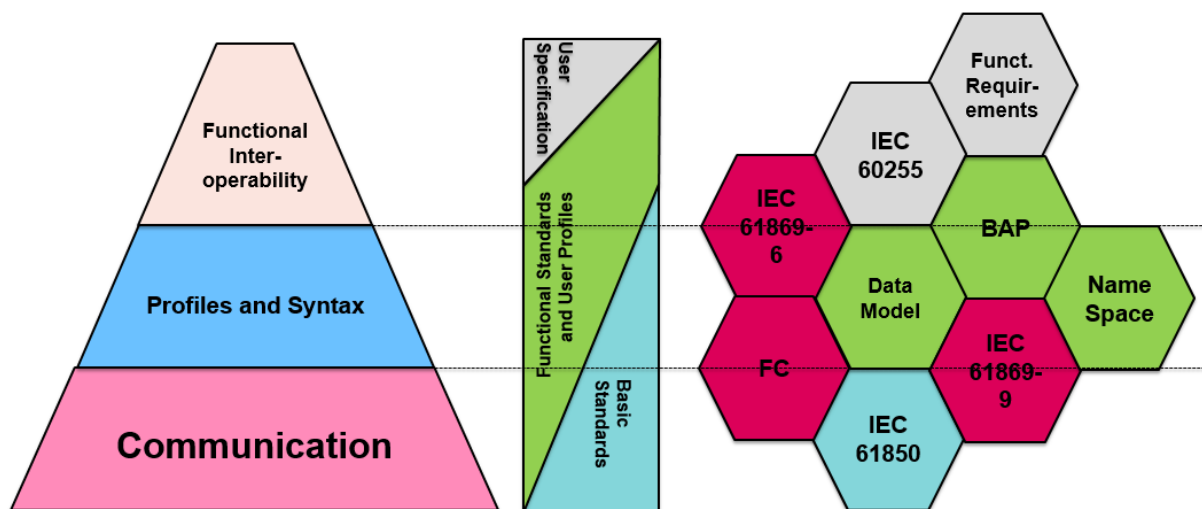 Functional
Inter-
operability
Profiles and Syntax
Communication
User
Specification
Functional Standards
and User Profiles
Basic
Standards
Funct.
Requir-
ements
IEC
60255
IEC
61869-
6
BAP
Data
Model
Name
Space
FC
IEC
61869-
9
IEC
61850